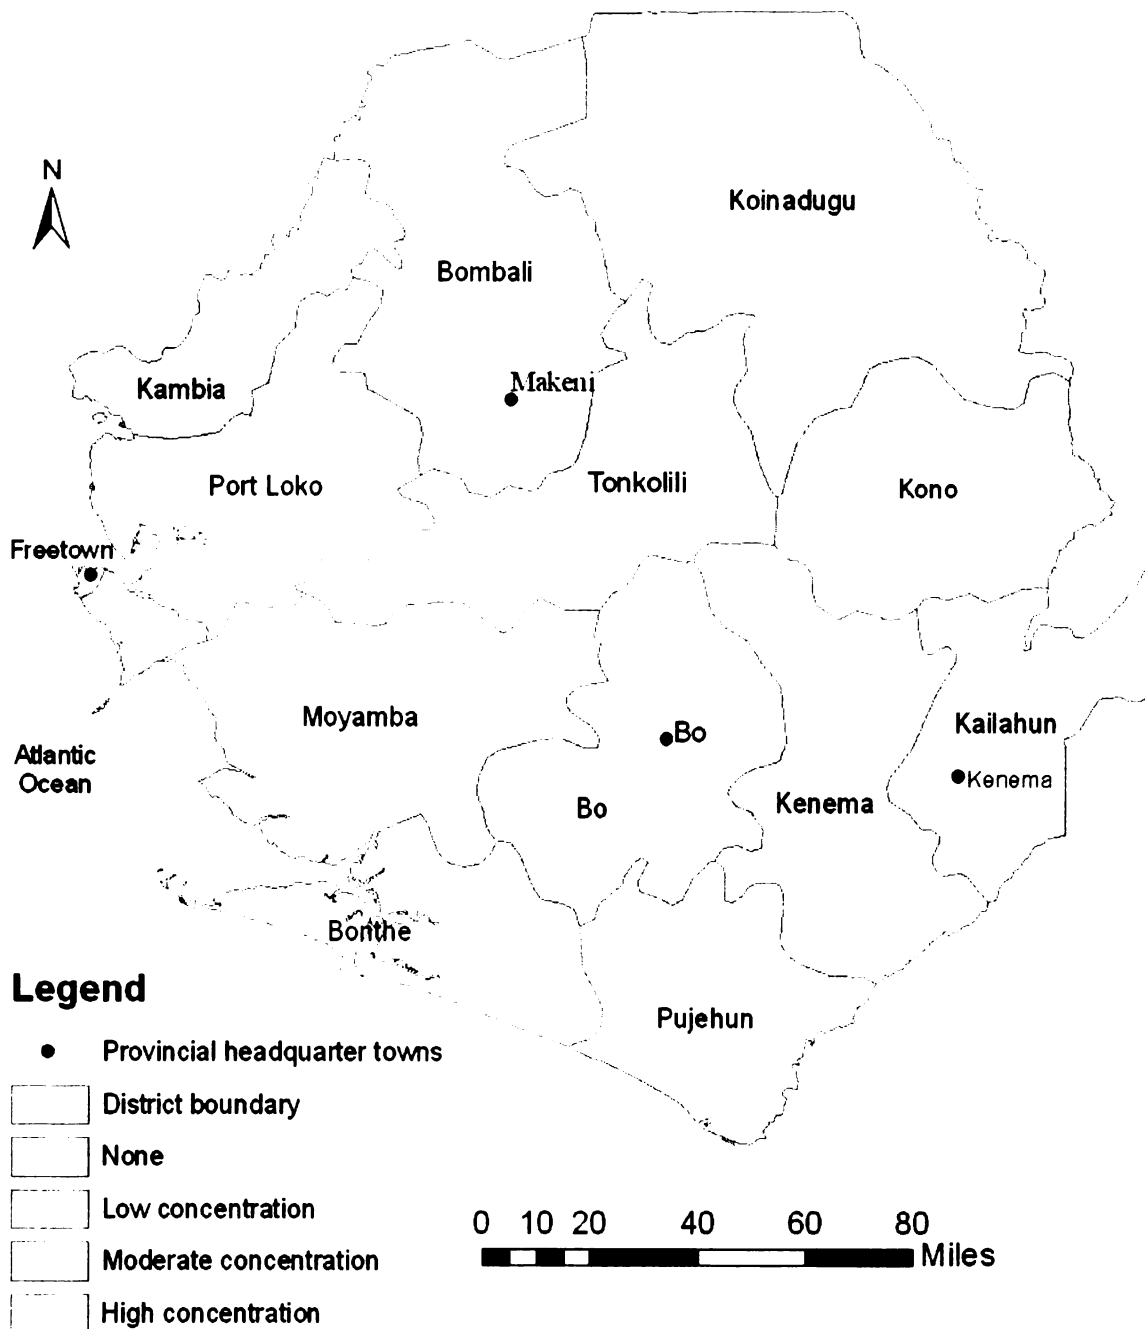 N
Koinadugu
Bombali
Makeni
Kambia
Port Loko
Tonkolili
Kono
Freetown
Moyamba
Bo
Kailahun
Atlantic
Ocean
Kenema
Bo
Kenema
Bonthe
Pujehun
Legend
Provincial headquarter towns
District boundary
None
Low concentration
Moderate concentration
High concentration
0 10 20 40 60 80
Miles